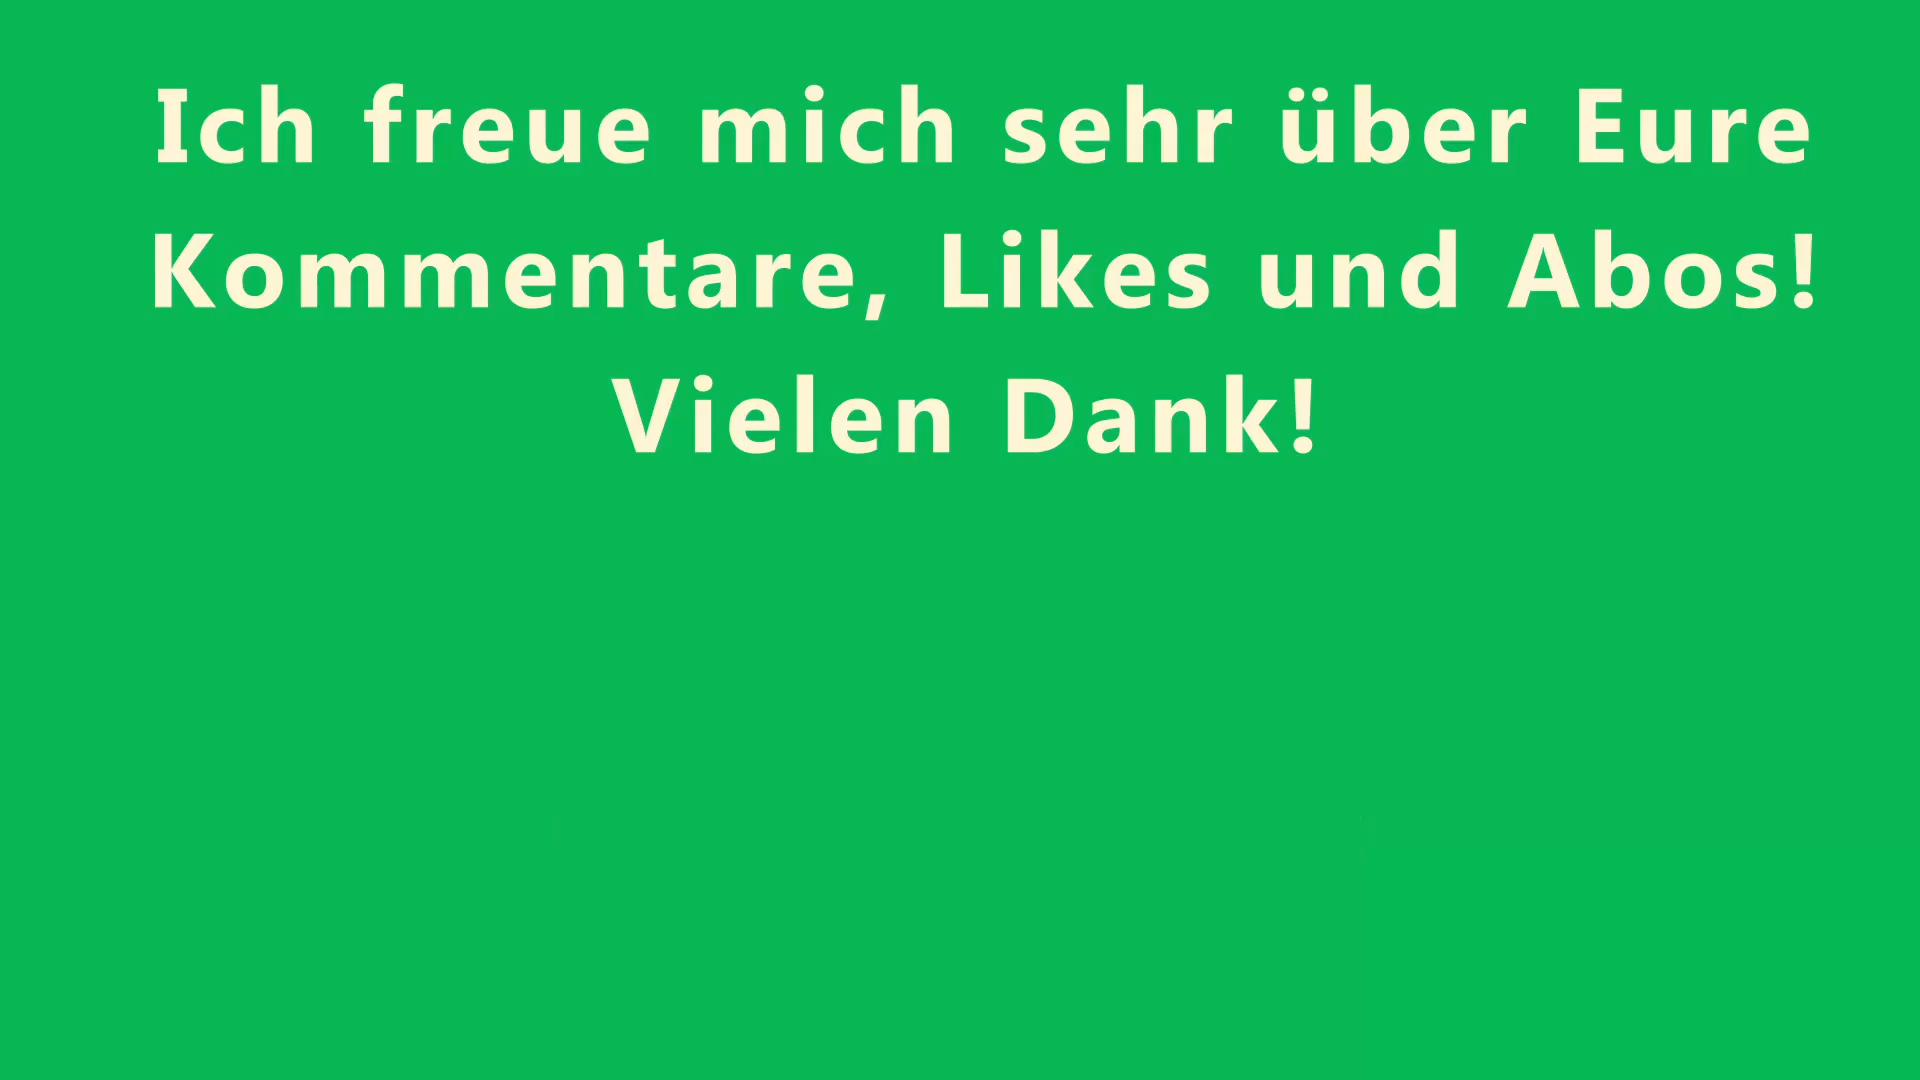 Ich freue mich sehr über Eure
Kommentare, Likes und Abos!
Vielen Dank!